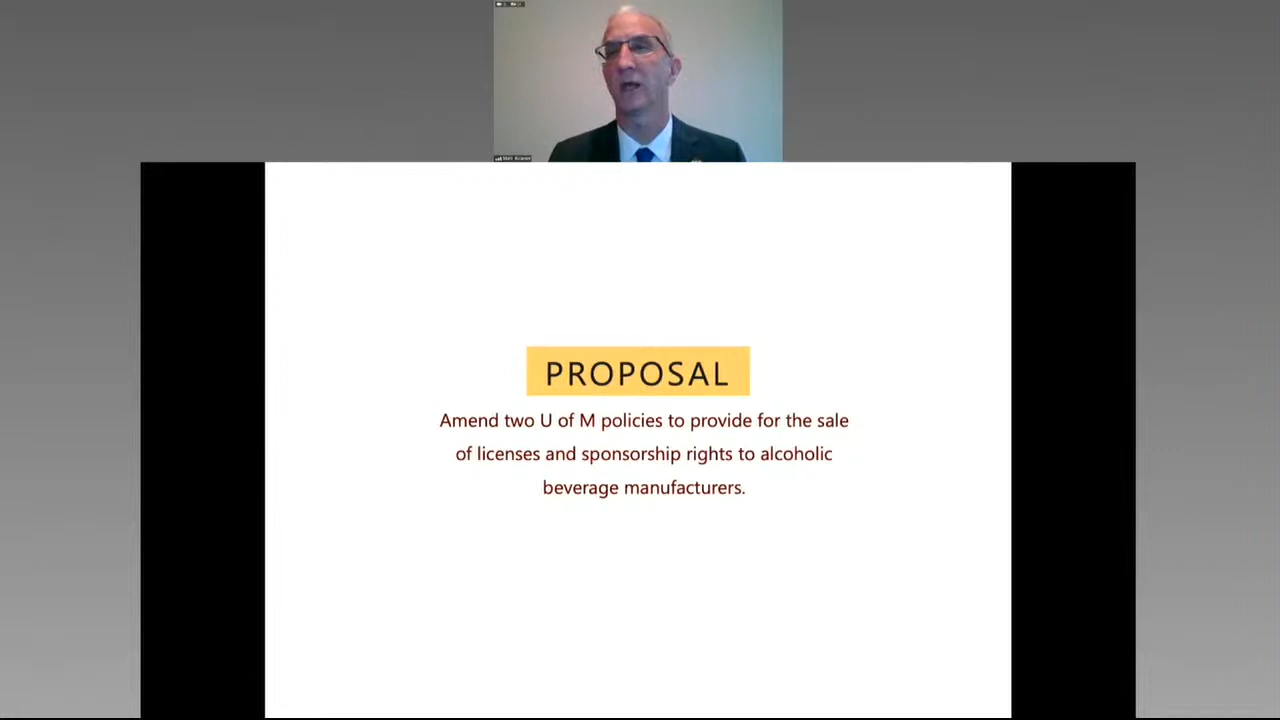 PROPOSAL
Amend two U of M policies to provide for the sale
of licenses and sponsorship rights to alcoholic
beverage manufacturers.